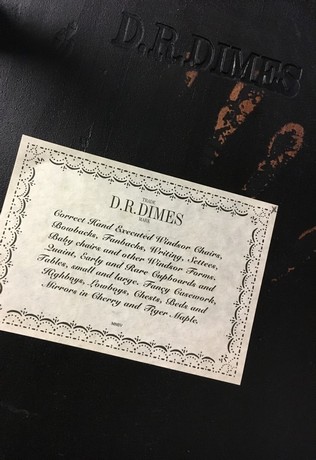 D.R.DIMES
TRADE
D.R.DIMES
MARK
Correct Hand Executed Windsor Chairs,
Bowbacks, Fanbacks, Writing, Settees,
Baby chairs and other Windsor Forms,
Quaint, Early and Rare Cupboards and
Tables, small and large. Fancy Casework,
Highboys, Lowboys, Chests, Beds and
Mirrors in Cherry and Tiger Maple.